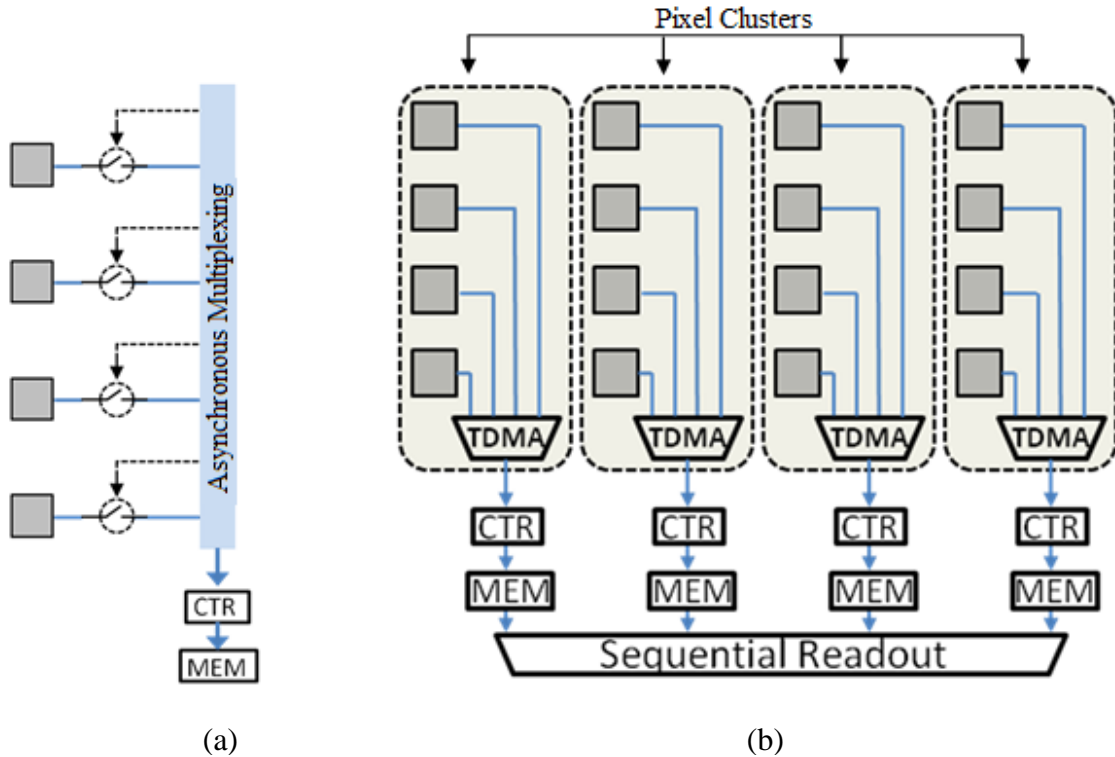 Pixel Clusters
Asynchronous Multiplexing
CTR
MEM
TDMA TDMA TDMA TDMA
CTR CTR CTR CTR
MEM MEM MEM MEM
Sequential Readout
(a) (b)